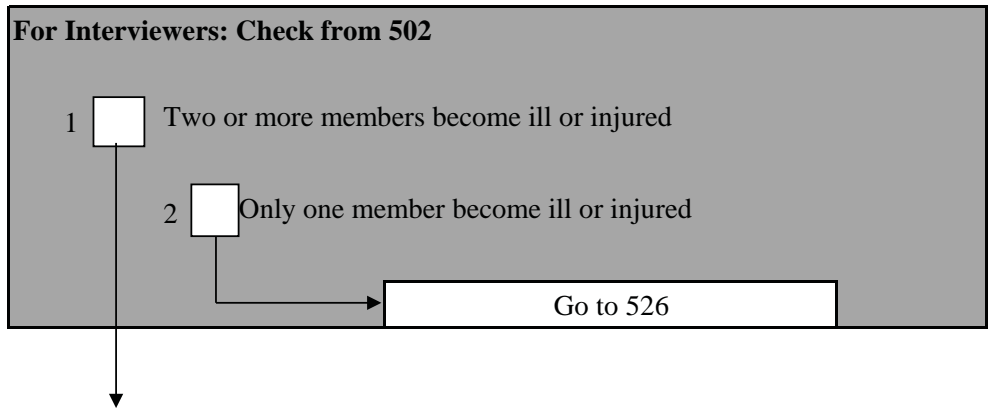 For Interviewers: Check from 502
1 Two or more members become ill or injured
2 Only one member become ill or injured
Go to 526